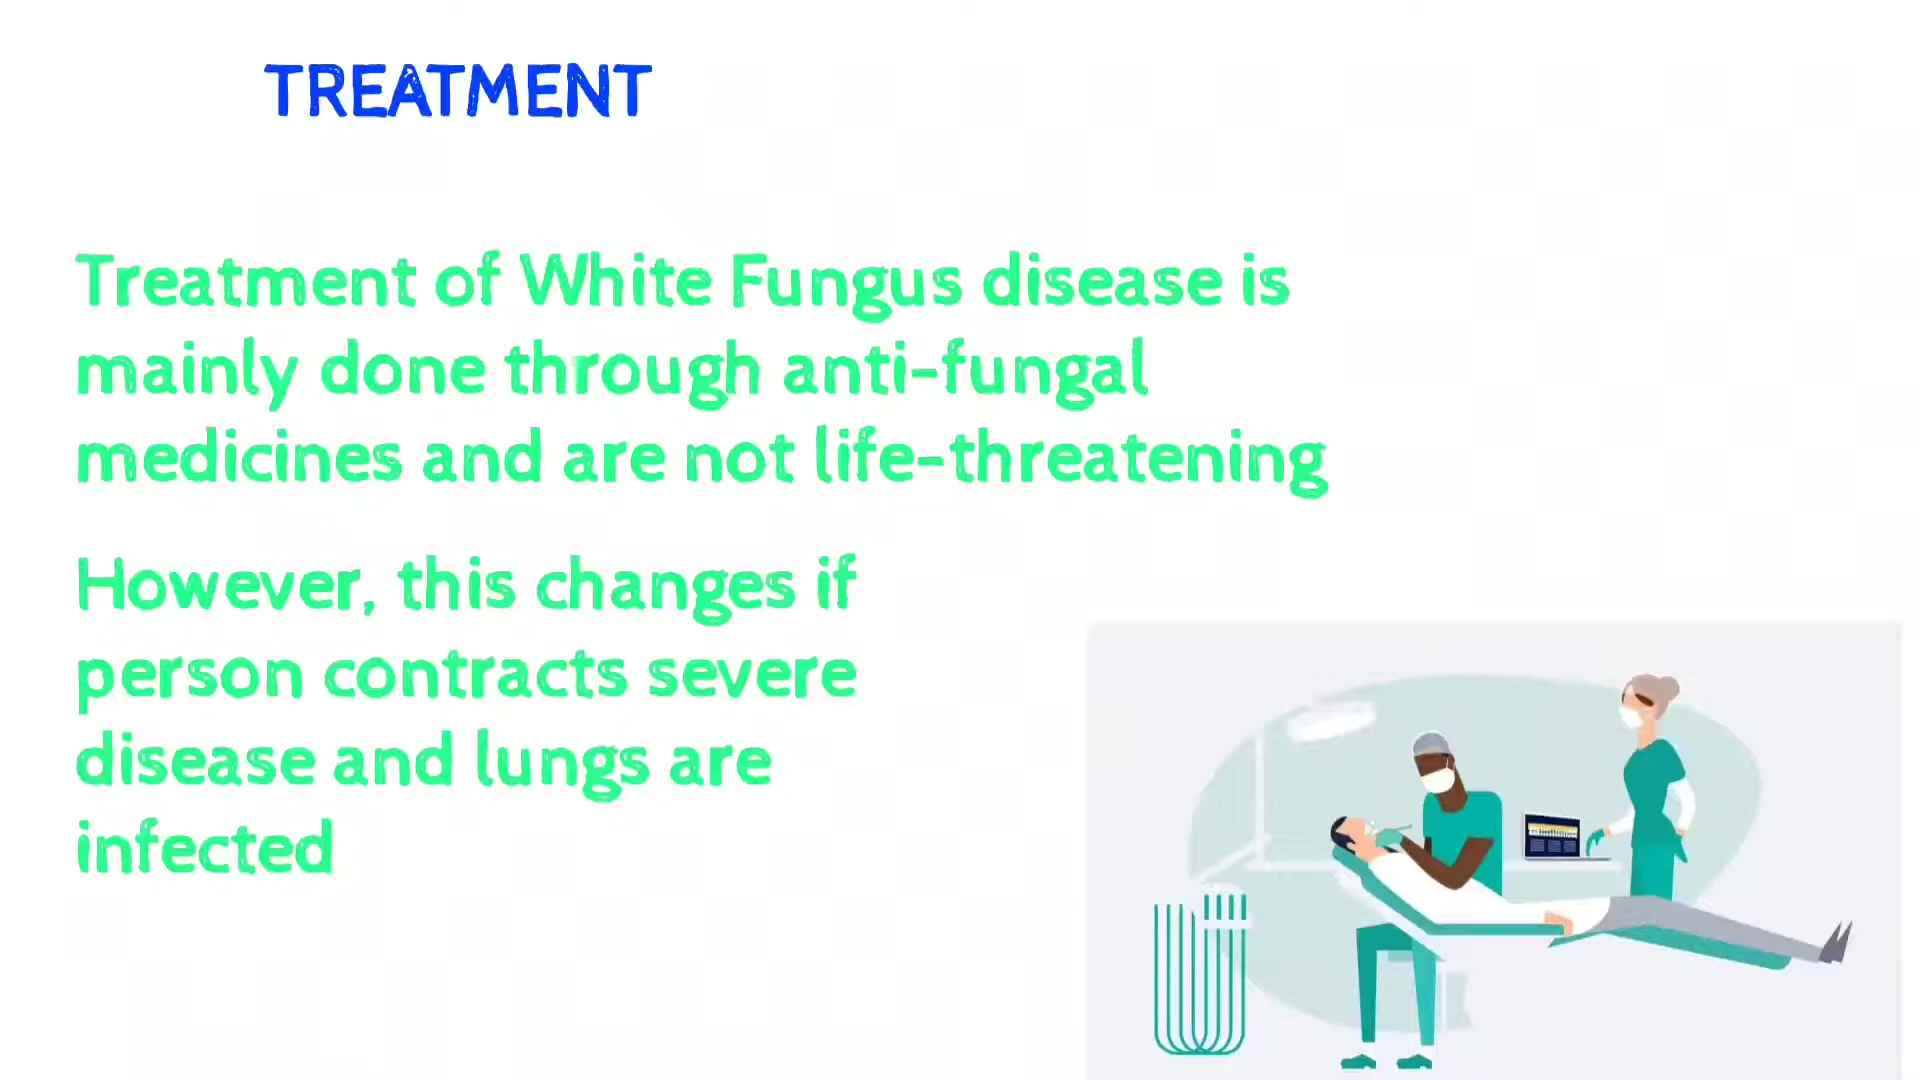 TREATMENT
Treatment of White Fungus disease is
mainly done through anti-fungal
medicines and are not life-threatening
However, this changes if
person contracts severe
disease and lungs are
infected